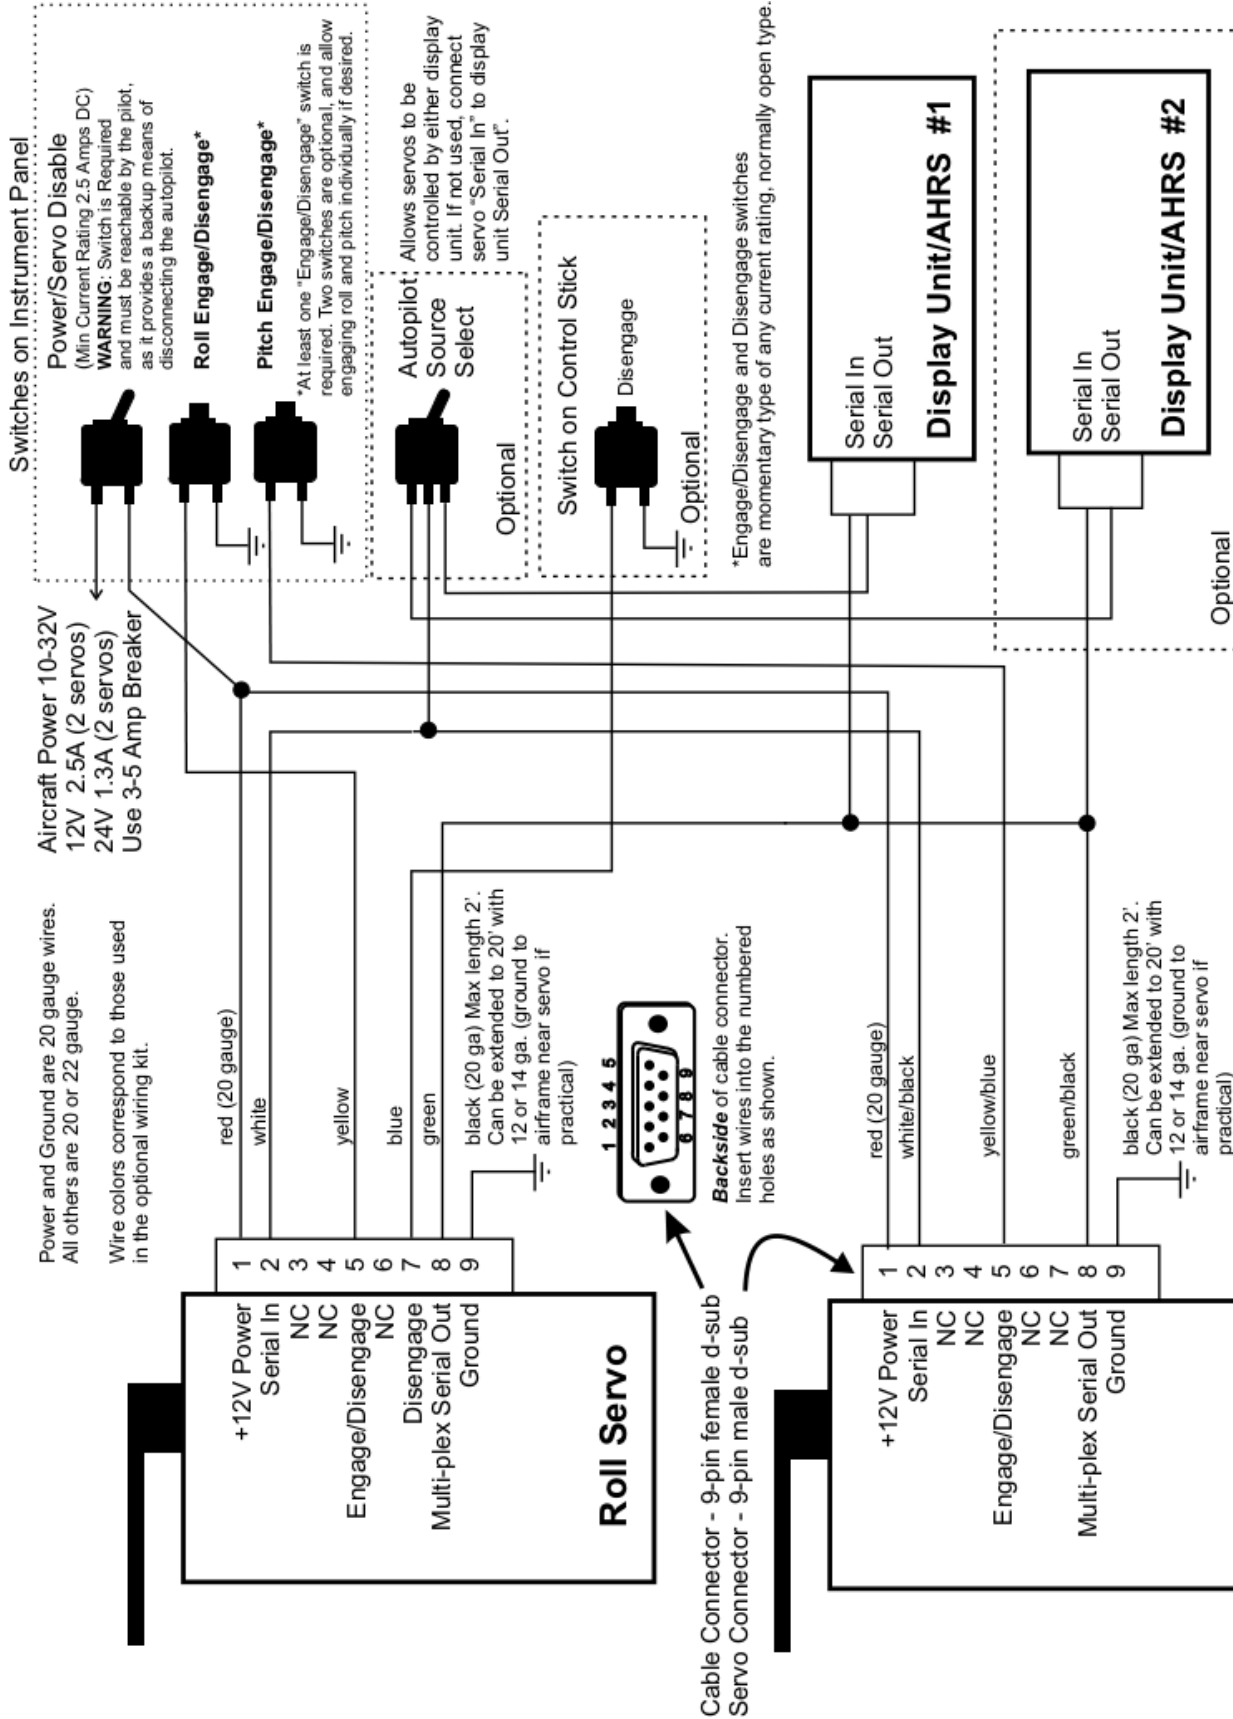 Power and Ground are 20 gauge wires.
All others are 20 or 22 gauge.
Wire colors correspond to those used
in the optional wiring kit.
Aircraft Power 10-32V
12V 2.5A (2 servos)
24V 1.3A (2 servos)
Use 3-5 Amp Breaker
Switches on Instrument Panel
Power/Servo Disable
(Min Current Rating 2.5 Amps DC)
WARNING: Switch is Required
and must be reachable by the pilot,
as it provides a backup means of
disconnecting the autopilot.
Roll Engage/Disengage*
Pitch Engage/Disengage*
*At least one "Engage/Disengage" switch is
required. Two switches are optional, and allow
engaging roll and pitch individually if desired.
Autopilot
Source
Select
Optional
Allows servos to be
controlled by either display
unit. If not used, connect
servo "Serial In" to display
unit Serial Out".
Switch on Control Stick
Disengage
Optional
*Engage/Disengage and Disengage switches
are momentary type of any current rating, normally open type.
Serial In
Serial Out
Display Unit/AHRS #1
Serial In
Serial Out
Display Unit/AHRS #2
Optional
+12V Power 1 red (20 gauge)
Serial In 2 white
NC 3
NC 4
Engage/Disengage 5 yellow
NC 6
Disengage 7 blue
Multi-plex Serial Out 8 green
Ground 9
Roll Servo
black (20 ga) Max length 2'.
Can be extended to 20' with
12 or 14 ga. (ground to
airframe near servo if
practical)
1 2 3 4 5
6 7 8 9
Backside of cable connector.
Insert wires into the numbered
holes as shown.
Cable Connector - 9-pin female d-sub
Servo Connector - 9-pin male d-sub
+12V Power 1 red (20 gauge)
Serial In 2 white/black
NC 3
NC 4
Engage/Disengage 5 yellow/blue
NC 6
NC 7
Multi-plex Serial Out 8 green/black
Ground 9
black (20 ga) Max length 2'.
Can be extended to 20' with
12 or 14 ga. (ground to
airframe near servo if
practical)